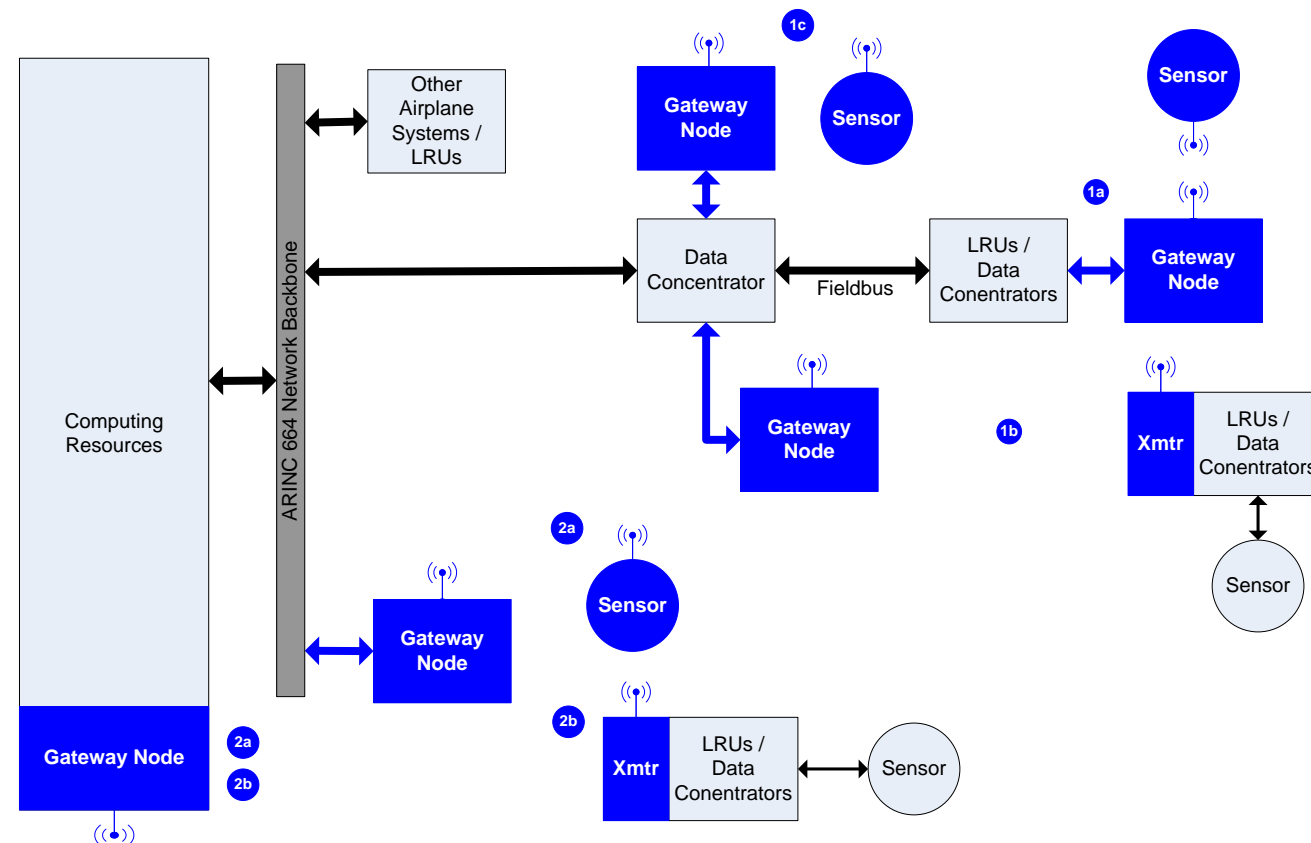 1c
Other
Airplane
Systems /
LRUs
Gateway
Node
Sensor
Sensor
1a
Data
Concentrator
Fieldbus
LRUs /
Data
Conentrators
Gateway
Node
ARINC 664 Network Backbone
Computing
Resources
Gateway
Node
1b
Xmtr
LRUs /
Data
Conentrators
Sensor
2a
Sensor
Gateway
Node
2b
Xmtr
LRUs /
Data
Conentrators
Sensor
Gateway Node
2a
2b